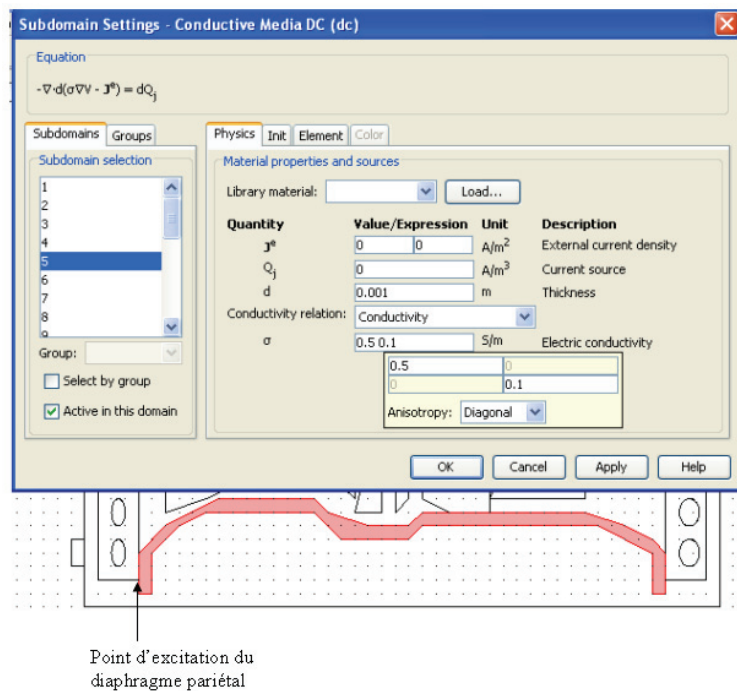 Subdomain Settings - Conductive Media DC (dc)
Equation
-∇·d(σ∇V - Jᵉ) = dQj
Subdomains Groups
Subdomain selection
1
2
3
4
5
6
7
8
9
Group:
Select by group
Active in this domain
Physics Init Element Color
Material properties and sources
Library material: Load...
Quantity Value/Expression Unit Description
Jᵉ 0 0 A/m² External current density
Qj 0 A/m³ Current source
d 0.001 m Thickness
Conductivity relation: Conductivity
σ 0.5 0.1 S/m Electric conductivity
0.5 0
0 0.1
Anisotropy: Diagonal
OK Cancel Apply Help
Point d'excitation du
diaphragme pariétal